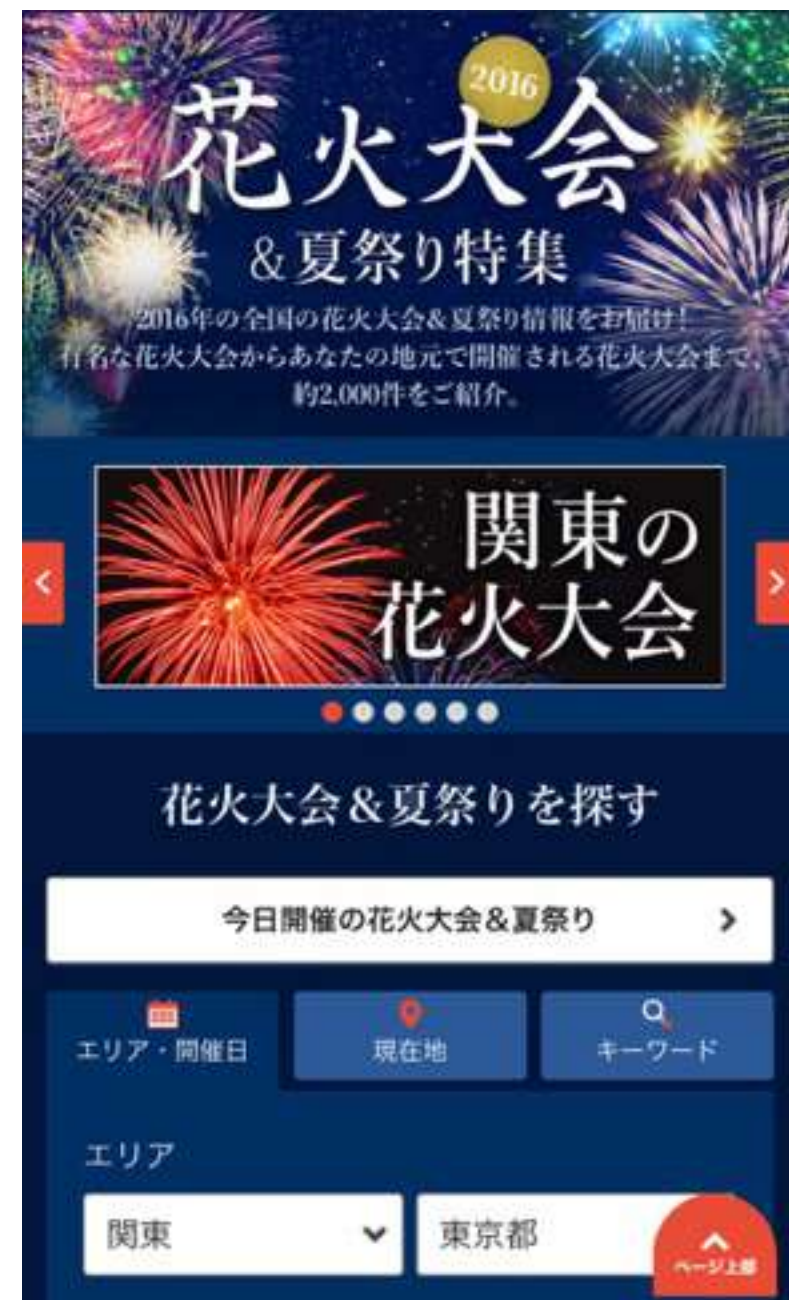 2016
花火大会
&夏祭り特集
2016年の全国の花火大会&夏祭り情報をお届け!
有名な花火大会からあなたの地元で開催される花火大会まで、
約2,000件をご紹介。
関東の
花火大会
花火大会&夏祭りを探す
今日開催の花火大会&夏祭り
エリア・開催日
現在地
キーワード
エリア
関東
東京都
ページ上部